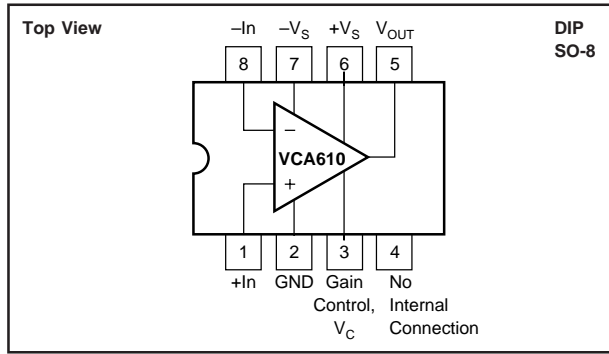 Top View
DIP
SO-8
–In –V_S +V_S V_OUT
8 7 6 5
–
VCA610
+
1 2 3 4
+In GND Gain Control, V_C No Internal Connection